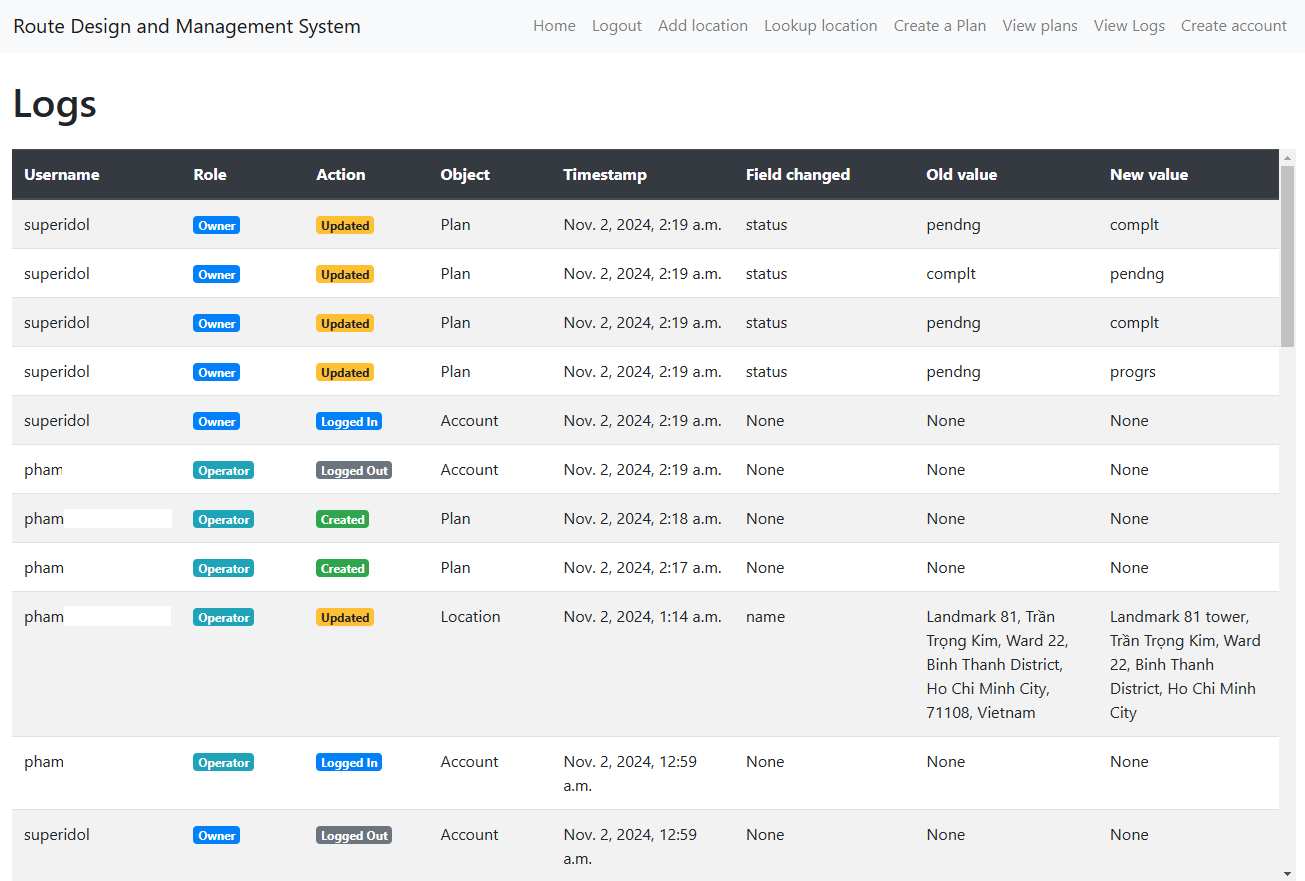 Route Design and Management System Home Logout Add location Lookup location Create a Plan View plans View Logs Create account
Logs
Username Role Action Object Timestamp Field changed Old value New value
superidol Owner Updated Plan Nov. 2, 2024, 2:19 a.m. status pendng complt
superidol Owner Updated Plan Nov. 2, 2024, 2:19 a.m. status complt pendng
superidol Owner Updated Plan Nov. 2, 2024, 2:19 a.m. status pendng complt
superidol Owner Updated Plan Nov. 2, 2024, 2:19 a.m. status pendng progrs
superidol Owner Logged In Account Nov. 2, 2024, 2:19 a.m. None None None
pham Operator Logged Out Account Nov. 2, 2024, 2:19 a.m. None None None
pham Operator Created Plan Nov. 2, 2024, 2:18 a.m. None None None
pham Operator Created Plan Nov. 2, 2024, 2:17 a.m. None None None
pham Operator Updated Location Nov. 2, 2024, 1:14 a.m. name Landmark 81, Trần Landmark 81 tower,
Trọng Kim, Ward 22, Trần Trọng Kim, Ward
Binh Thanh District, 22, Binh Thanh
Ho Chi Minh City, District, Ho Chi Minh
71108, Vietnam City
pham Operator Logged In Account Nov. 2, 2024, 12:59 None None None
a.m.
superidol Owner Logged Out Account Nov. 2, 2024, 12:59 None None None
a.m.